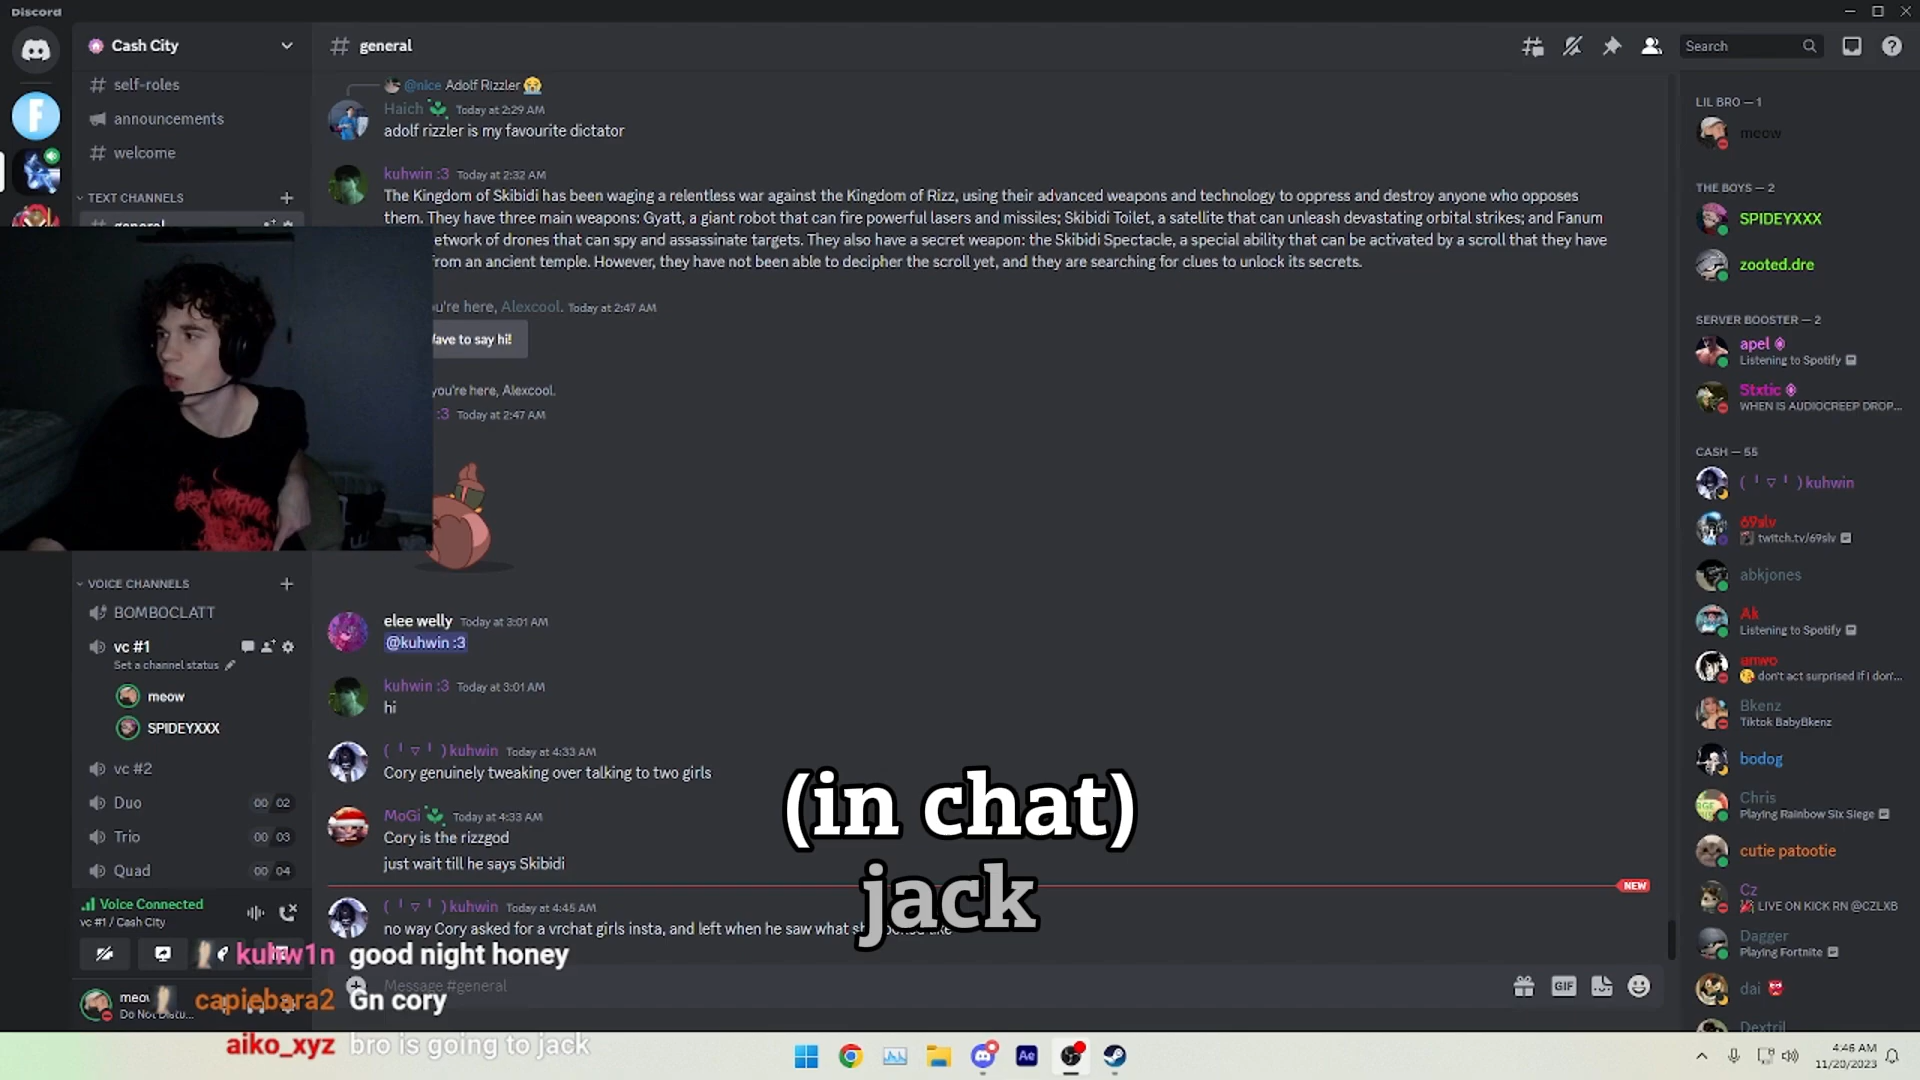 Discord
Cash City
general
Search
self-roles
announcements
welcome
TEXT CHANNELS
@nice Adolf Rizzler 😭
Haich Today at 2:29 AM
adolf rizzler is my favourite dictator
kuhwin :3 Today at 2:32 AM
The Kingdom of Skibidi has been waging a relentless war against the Kingdom of Rizz, using their advanced weapons and technology to oppress and destroy anyone who opposes
them. They have three main weapons: Gyatt, a giant robot that can fire powerful lasers and missiles; Skibidi Toilet, a satellite that can unleash devastating orbital strikes; and Fanum
etwork of drones that can spy and assassinate targets. They also have a secret weapon: the Skibidi Spectacle, a special ability that can be activated by a scroll that they have
from an ancient temple. However, they have not been able to decipher the scroll yet, and they are searching for clues to unlock its secrets.
u're here, Alexcool. Today at 2:47 AM
ave to say hi!
you're here, Alexcool.
:3 Today at 2:47 AM
elee welly Today at 3:01 AM
@kuhwin :3
kuhwin :3 Today at 3:01 AM
hi
( ╹ ▽ ╹ ) kuhwin Today at 4:33 AM
Cory genuinely tweaking over talking to two girls
MoGi Today at 4:33 AM
Cory is the rizzgod
just wait till he says Skibidi
NEW
( ╹ ▽ ╹ ) kuhwin Today at 4:45 AM
no way Cory asked for a vrchat girls insta, and left when he saw what
Message #general
GIF
(in chat)
jack
VOICE CHANNELS
BOMBOCLATT
vc #1
Set a channel status
meow
SPIDEYXXX
vc #2
Duo 00 02
Trio 00 03
Quad 00 04
Voice Connected
vc #1 / Cash City
kuhw1n good night honey
capiebara2 Gn cory
aiko_xyz bro is going to jack
Do Not Distu...
LIL BRO — 1
meow
THE BOYS — 2
SPIDEYXXX
zooted.dre
SERVER BOOSTER — 2
apel
Listening to Spotify
Stxtic
WHEN IS AUDIOCREEP DROP...
CASH — 55
( ╹ ▽ ╹ ) kuhwin
69slv
twitch.tv/69slv
abkjones
Ak
Listening to Spotify
umwo
don't act surprised if I don'...
Bkenz
Tiktok BabyBkenz
bodog
Chris
Playing Rainbow Six Siege
cutie patootie
Cz
LIVE ON KICK RN @CZLXB
Dagger
Playing Fortnite
dai
Dextril
Ae
4:46 AM
11/20/2023